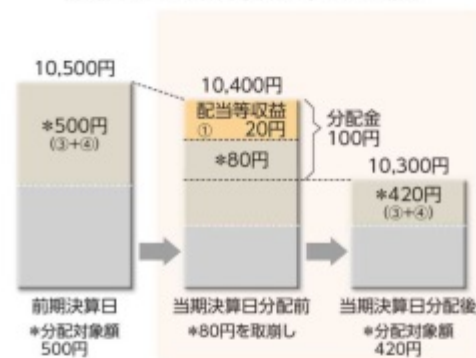 10,500円
*500円
(③+④)
前期決算日
*分配対象額
500円
10,400円
配当等収益
① 20円
*80円
分配金
100円
当期決算日分配前
*80円を取崩し
10,300円
*420円
(③+④)
当期決算日分配後
*分配対象額
420円